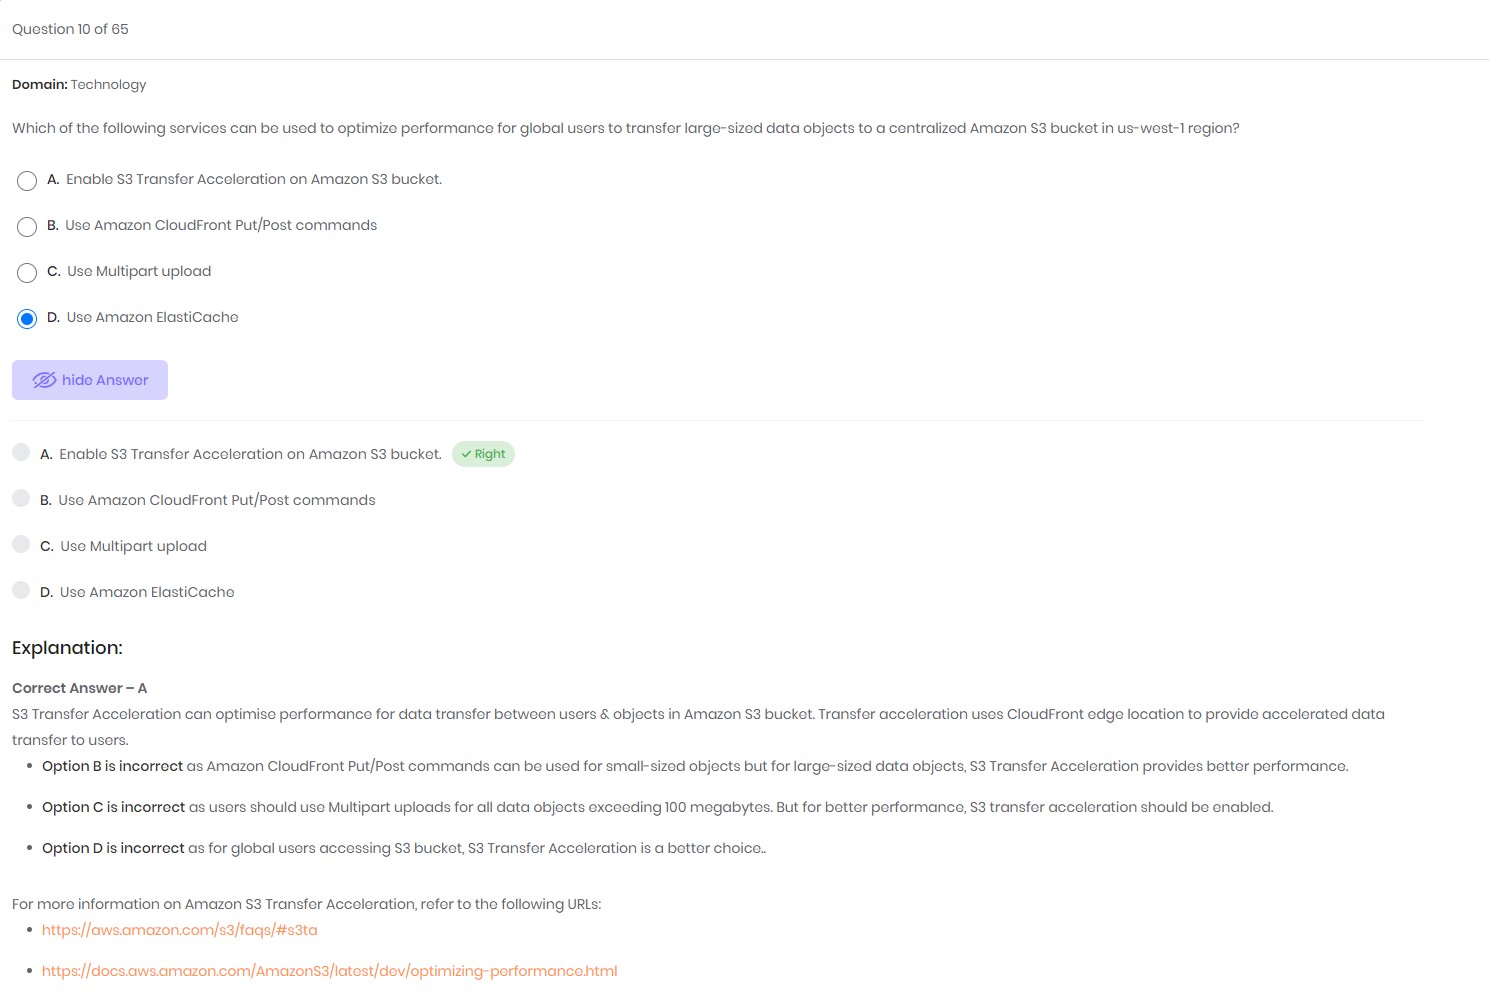 Question 10 of 65
Domain: Technology
Which of the following services can be used to optimize performance for global users to transfer large-sized data objects to a centralized Amazon S3 bucket in us-west-1 region?
A. Enable S3 Transfer Acceleration on Amazon S3 bucket.
B. Use Amazon CloudFront Put/Post commands
C. Use Multipart upload
D. Use Amazon ElastiCache
hide Answer
A. Enable S3 Transfer Acceleration on Amazon S3 bucket. Right
B. Use Amazon CloudFront Put/Post commands
C. Use Multipart upload
D. Use Amazon ElastiCache
Explanation:
Correct Answer – A
S3 Transfer Acceleration can optimise performance for data transfer between users & objects in Amazon S3 bucket. Transfer acceleration uses CloudFront edge location to provide accelerated data
transfer to users.
Option B is incorrect as Amazon CloudFront Put/Post commands can be used for small-sized objects but for large-sized data objects, S3 Transfer Acceleration provides better performance.
Option C is incorrect as users should use Multipart uploads for all data objects exceeding 100 megabytes. But for better performance, S3 transfer acceleration should be enabled.
Option D is incorrect as for global users accessing S3 bucket, S3 Transfer Acceleration is a better choice..
For more information on Amazon S3 Transfer Acceleration, refer to the following URLs:
https://aws.amazon.com/s3/faqs/#s3ta
https://docs.aws.amazon.com/AmazonS3/latest/dev/optimizing-performance.html